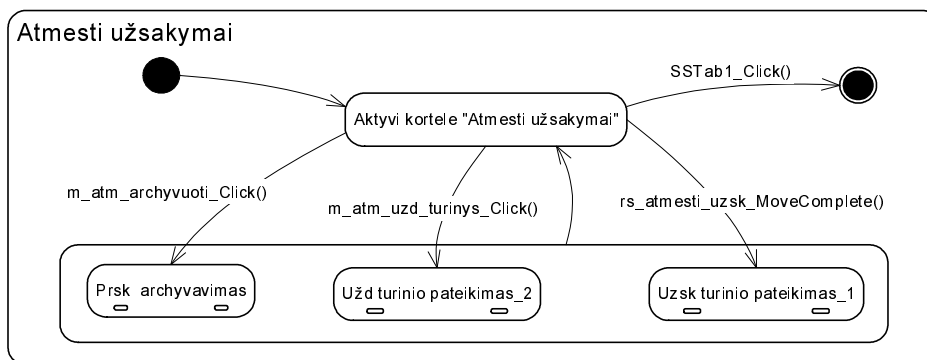 Atmesti užsakymai
SSTab1_Click()
Aktyvi kortele "Atmesti užsakymai"
m_atm_archyvuoti_Click()
m_atm_uzd_turinys_Click()
rs_atmesti_uzsk_MoveComplete()
Prsk archyvavimas
Užd turinio pateikimas_2
Uzsk turinio pateikimas_1